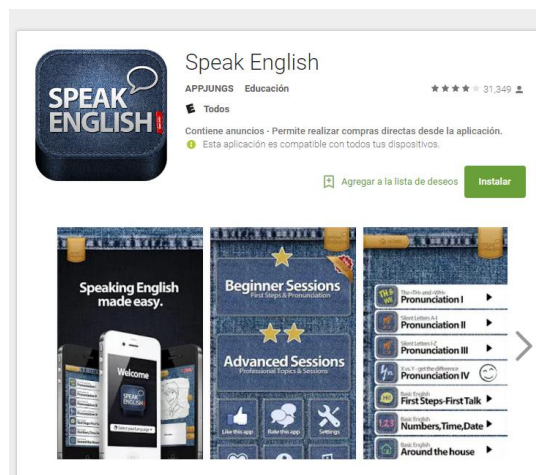 Speak English
APPJUNGS Educación
31,349
Todos
Contiene anuncios · Permite realizar compras directas desde la aplicación.
Esta aplicación es compatible con todos tus dispositivos.
Agregar a la lista de deseos
Instalar
SPEAK
ENGLISH
Speaking English
made easy.
Welcome
SPEAK
ENGLISH
Beginner Sessions
First Steps & Pronunciation
Advanced Sessions
Professional Topics & Sessions
Like this app
Rate this app
Settings
Pronunciation I
Silent Letters A-I
Pronunciation II
Pronunciation III
Pronunciation IV
Basic English
First Steps-First Talk
Basic English
Numbers,Time,Date
Basic English
Around the house